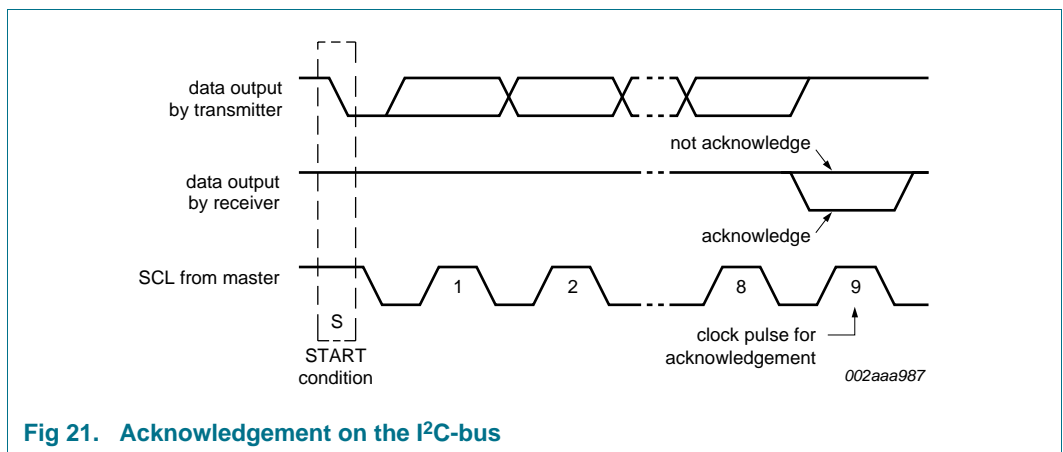 data output
by transmitter
not acknowledge
data output
by receiver
acknowledge
SCL from master
1
2
8
9
S
START
condition
clock pulse for
acknowledgement
002aaa987
Fig 21. Acknowledgement on the I²C-bus